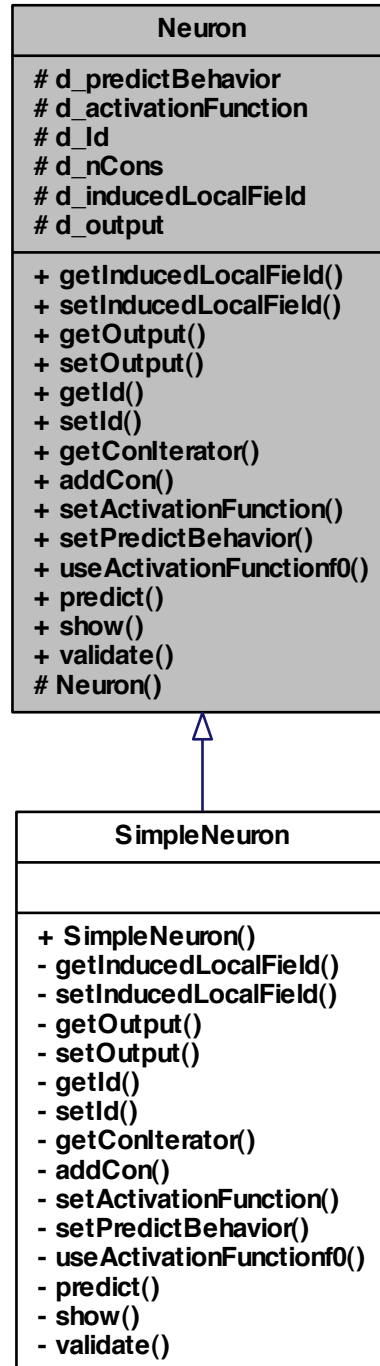 Neuron
# d_predictBehavior
# d_activationFunction
# d_Id
# d_nCons
# d_inducedLocalField
# d_output
+ getInducedLocalField()
+ setInducedLocalField()
+ getOutput()
+ setOutput()
+ getId()
+ setId()
+ getConIterator()
+ addCon()
+ setActivationFunction()
+ setPredictBehavior()
+ useActivationFunctionf0()
+ predict()
+ show()
+ validate()
# Neuron()
SimpleNeuron
+ SimpleNeuron()
- getInducedLocalField()
- setInducedLocalField()
- getOutput()
- setOutput()
- getId()
- setId()
- getConIterator()
- addCon()
- setActivationFunction()
- setPredictBehavior()
- useActivationFunctionf0()
- predict()
- show()
- validate()